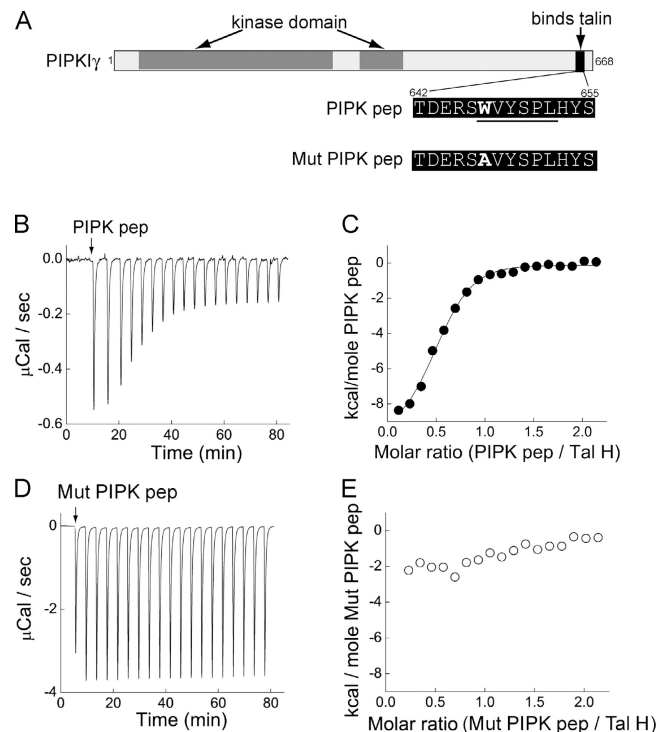 A
kinase domain
binds talin
PIPKIγ
1
668
642
655
PIPK pep
TDERSWVYSPLHYS
Mut PIPK pep
TDERSAVYSPLHYS
B
PIPK pep
0.0
-0.2
-0.4
-0.6
μCal / sec
0 20 40 60 80
Time (min)
C
0
-2
-4
-6
-8
kcal/mole PIPK pep
0.0 0.5 1.0 1.5 2.0
Molar ratio (PIPK pep / Tal H)
D
Mut PIPK pep
0
-2
-4
μCal / sec
0 20 40 60 80
Time (min)
E
0
-2
-4
-6
-8
kcal / mole Mut PIPK pep
0.0 0.5 1.0 1.5 2.0
Molar ratio (Mut PIPK pep / Tal H)